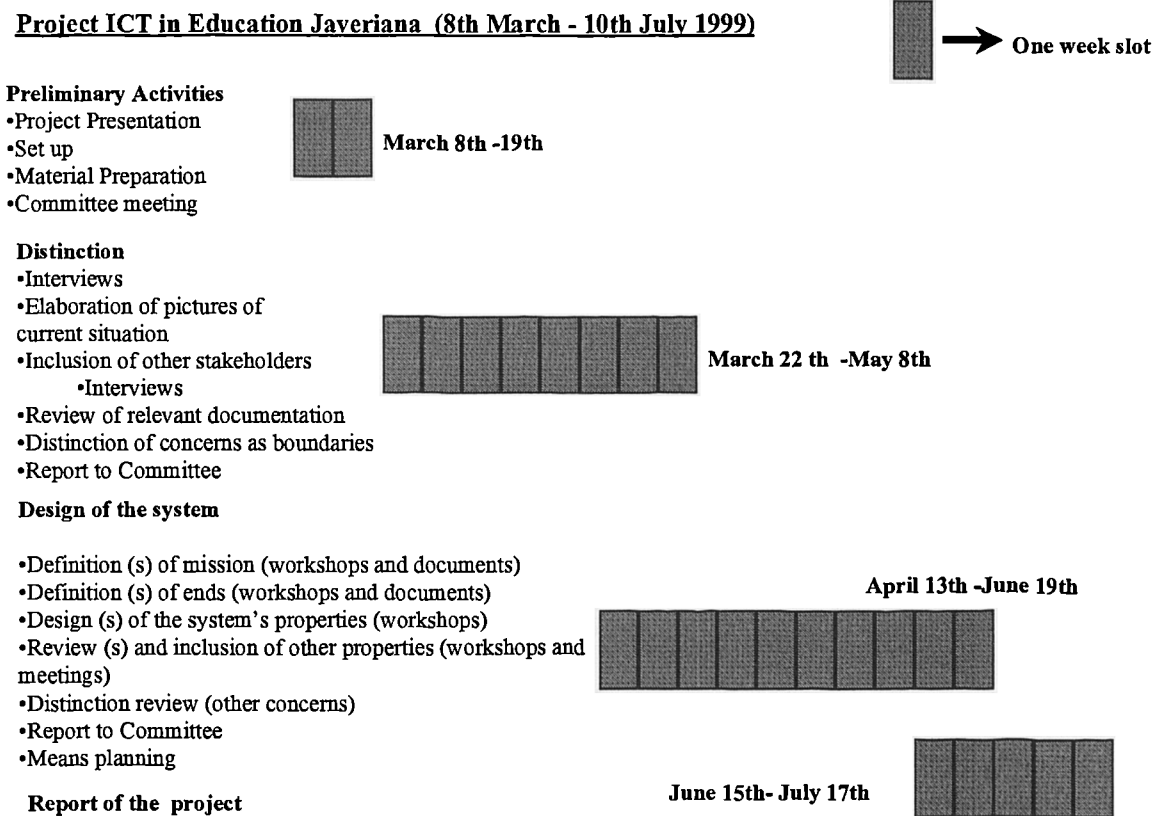 Project ICT in Education Javeriana (8th March - 10th July 1999)
One week slot
Preliminary Activities
•Project Presentation
•Set up
•Material Preparation
•Committee meeting
March 8th -19th
Distinction
•Interviews
•Elaboration of pictures of
current situation
•Inclusion of other stakeholders
•Interviews
•Review of relevant documentation
•Distinction of concerns as boundaries
•Report to Committee
March 22 th -May 8th
Design of the system
•Definition (s) of mission (workshops and documents)
•Definition (s) of ends (workshops and documents)
•Design (s) of the system's properties (workshops)
•Review (s) and inclusion of other properties (workshops and
meetings)
•Distinction review (other concerns)
•Report to Committee
•Means planning
April 13th -June 19th
Report of the project
June 15th- July 17th